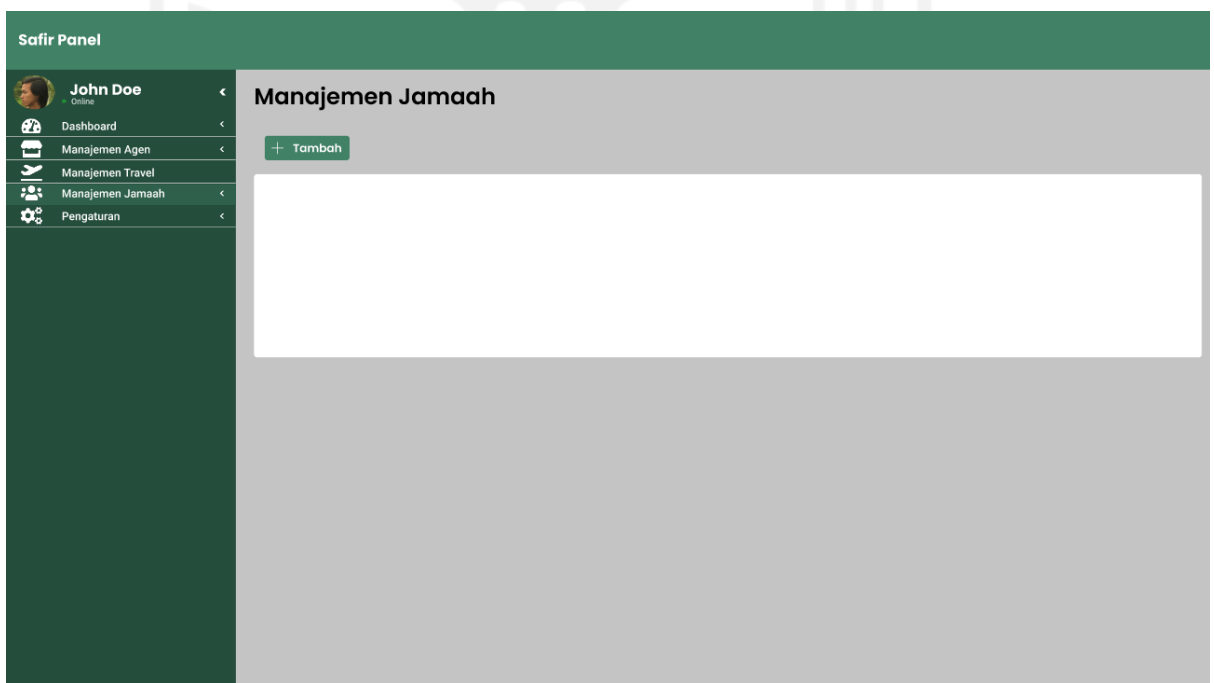 Safir Panel
John Doe
Online
Dashboard
Manajemen Agen
Manajemen Travel
Manajemen Jamaah
Pengaturan
Manajemen Jamaah
+ Tambah